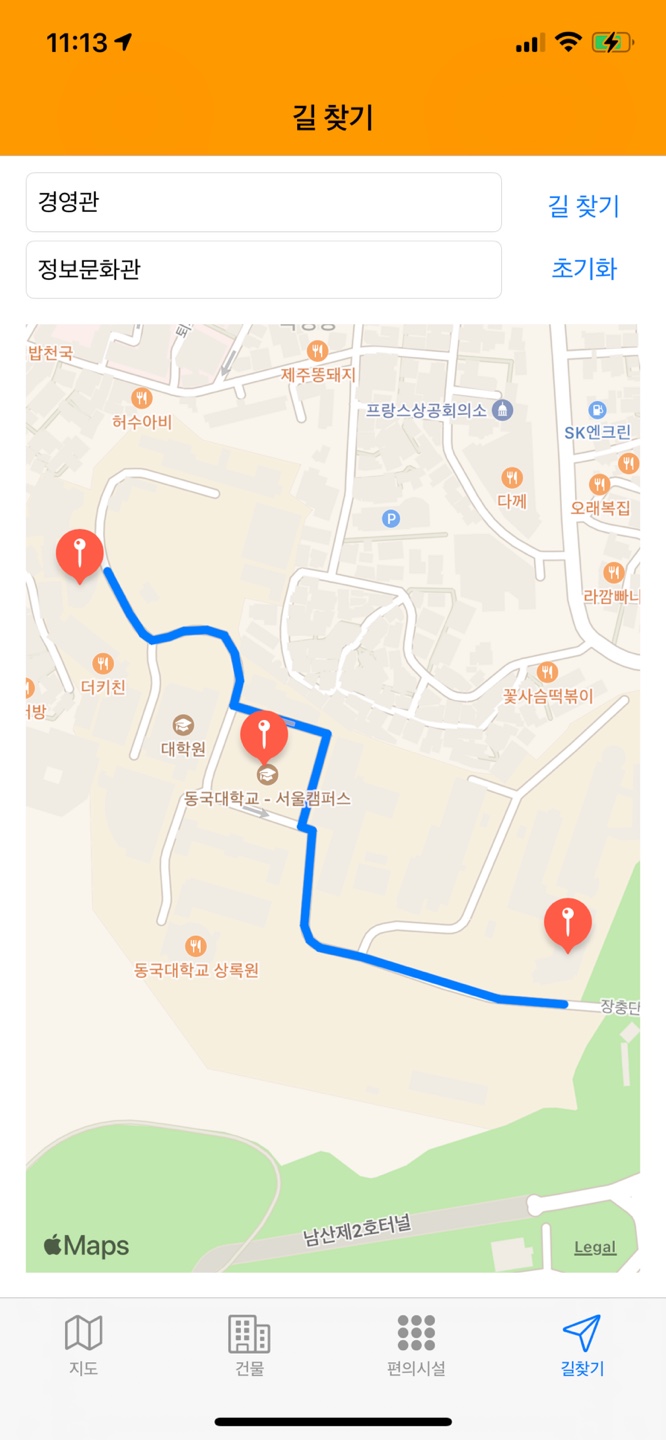 11:13
길 찾기
경영관
길 찾기
정보문화관
초기화
밥천국
제주똥돼지
허수아비
프랑스상공회의소
SK엔크린
다께
오래복집
P
라깜빠니
더키친
꽃사슴떡볶이
대학원
동국대학교 - 서울캠퍼스
동국대학교 상록원
장충단
남산제2호터널
Maps
Legal
지도
건물
편의시설
길찾기